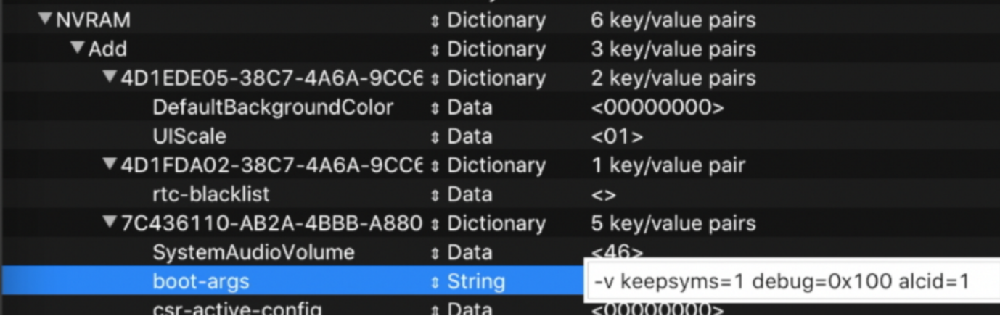 NVRAM Dictionary 6 key/value pairs
Add Dictionary 3 key/value pairs
4D1EDE05-38C7-4A6A-9CC6 Dictionary 2 key/value pairs
DefaultBackgroundColor Data <00000000>
UIScale Data <01>
4D1FDA02-38C7-4A6A-9CC6 Dictionary 1 key/value pair
rtc-blacklist Data <>
7C436110-AB2A-4BBB-A880 Dictionary 5 key/value pairs
SystemAudioVolume Data <46>
boot-args String -v keepsyms=1 debug=0x100 alcid=1
csr-active-config Data <00000000>